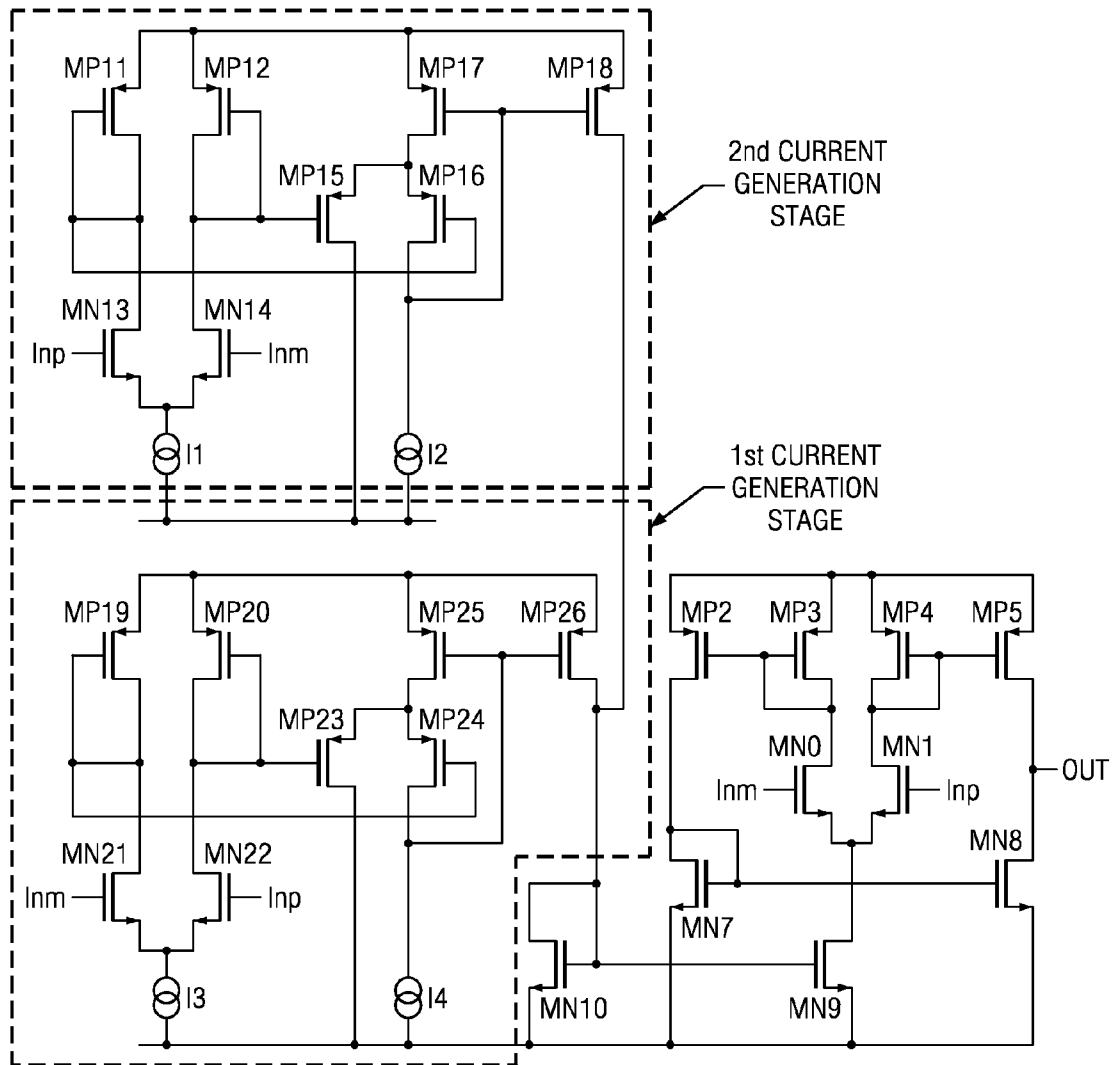 MP11
MP12
MP17
MP18
2nd CURRENT
GENERATION
STAGE
MP15
MP16
MN13
MN14
Inp
Inm
I1
I2
1st CURRENT
GENERATION
STAGE
MP19
MP20
MP25
MP26
MP2
MP3
MP4
MP5
MP23
MP24
MN0
MN1
OUT
Inm
Inp
MN21
MN22
MN8
Inm
Inp
MN7
I3
I4
MN10
MN9